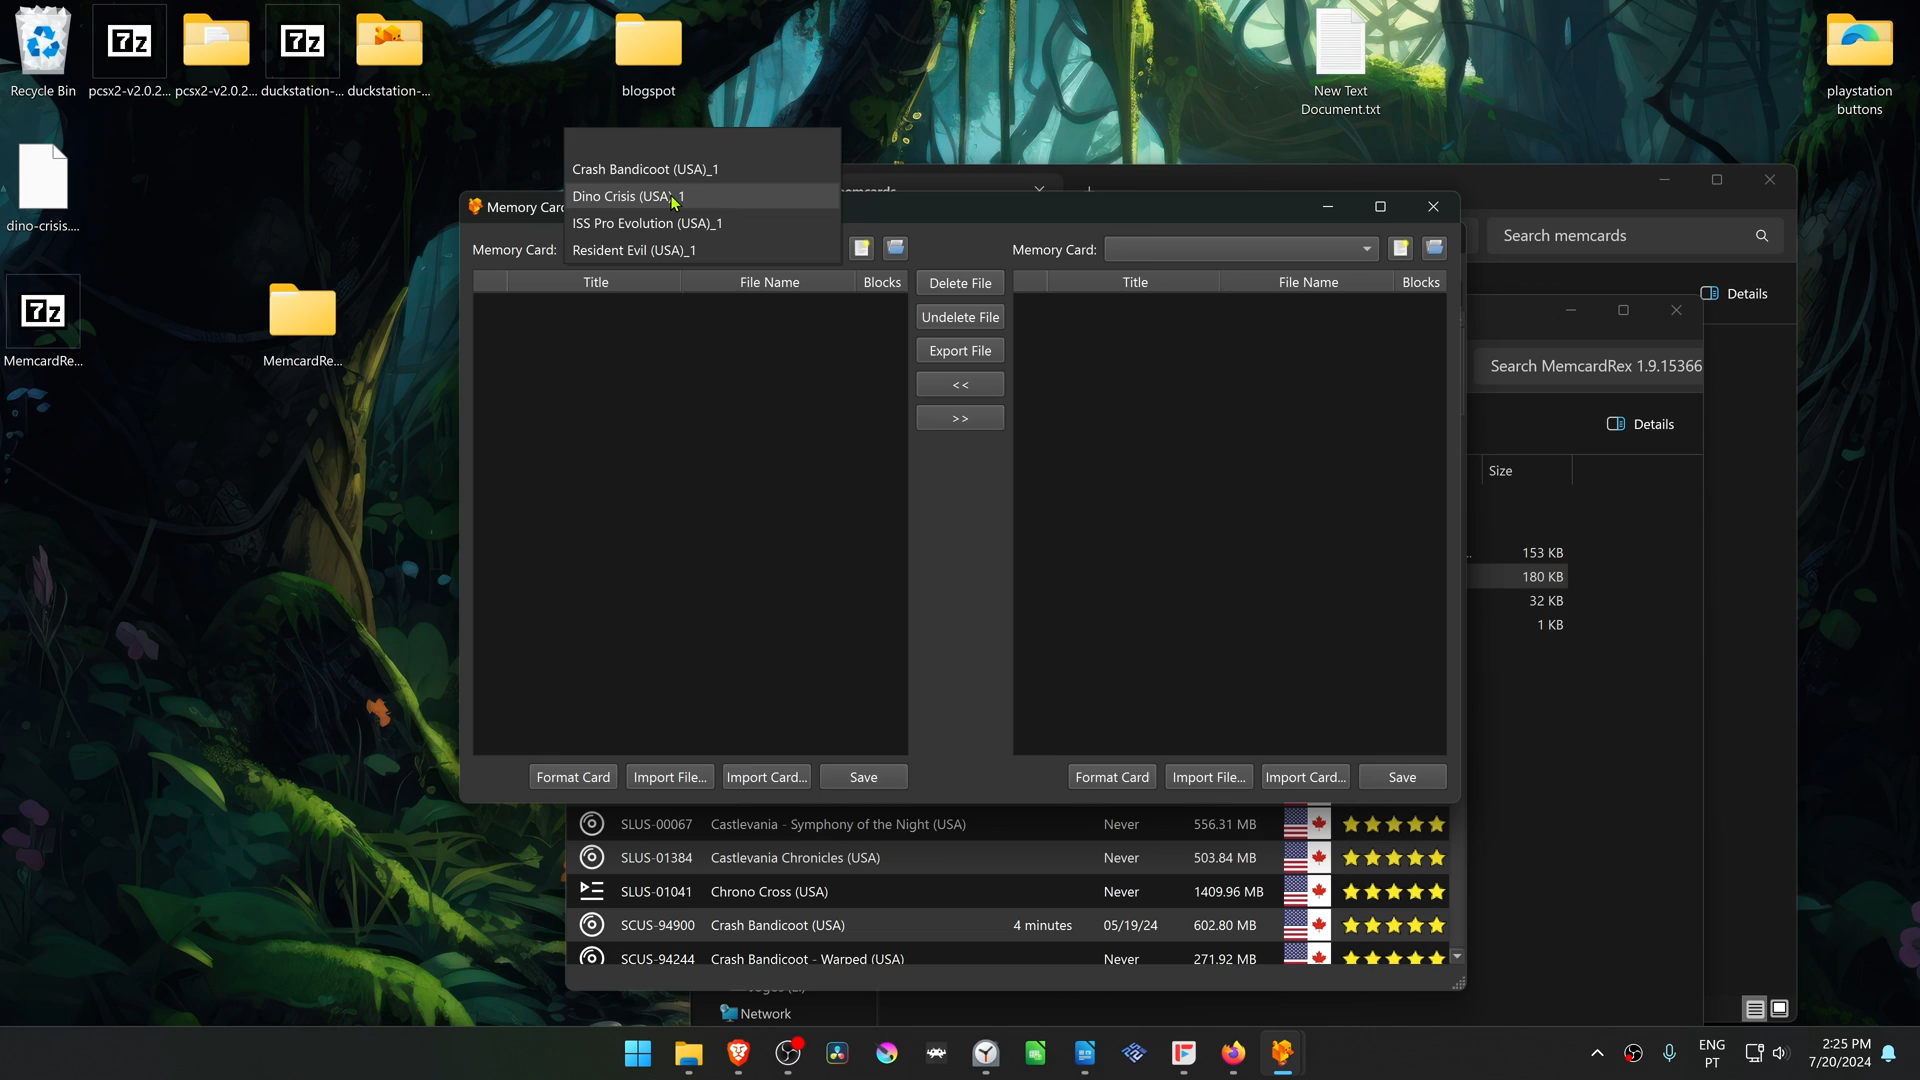 Recycle Bin
pcsx2-v2.0.2...
pcsx2-v2.0.2...
duckstation-...
duckstation-...
blogspot
New Text
Document.txt
playstation
buttons
dino-crisis....
MemcardRe...
MemcardRe...
Crash Bandicoot (USA)_1
Dino Crisis (USA)_1
ISS Pro Evolution (USA)_1
Resident Evil (USA)_1
Memory Card:
Memory Card:
Title
File Name
Blocks
Title
File Name
Blocks
Delete File
Undelete File
Export File
<<
>>
Format Card
Import File...
Import Card...
Save
Format Card
Import File...
Import Card...
Save
Search memcards
Details
Search MemcardRex 1.9.15366
Details
Size
153 KB
180 KB
32 KB
1 KB
SLUS-00067 Castlevania - Symphony of the Night (USA) Never 556.31 MB
SLUS-01384 Castlevania Chronicles (USA) Never 503.84 MB
SLUS-01041 Chrono Cross (USA) Never 1409.96 MB
SCUS-94900 Crash Bandicoot (USA) 4 minutes 05/19/24 602.80 MB
SCUS-94244 Crash Bandicoot - Warped (USA) Never 271.92 MB
Network
ENG
PT
2:25 PM
7/20/2024